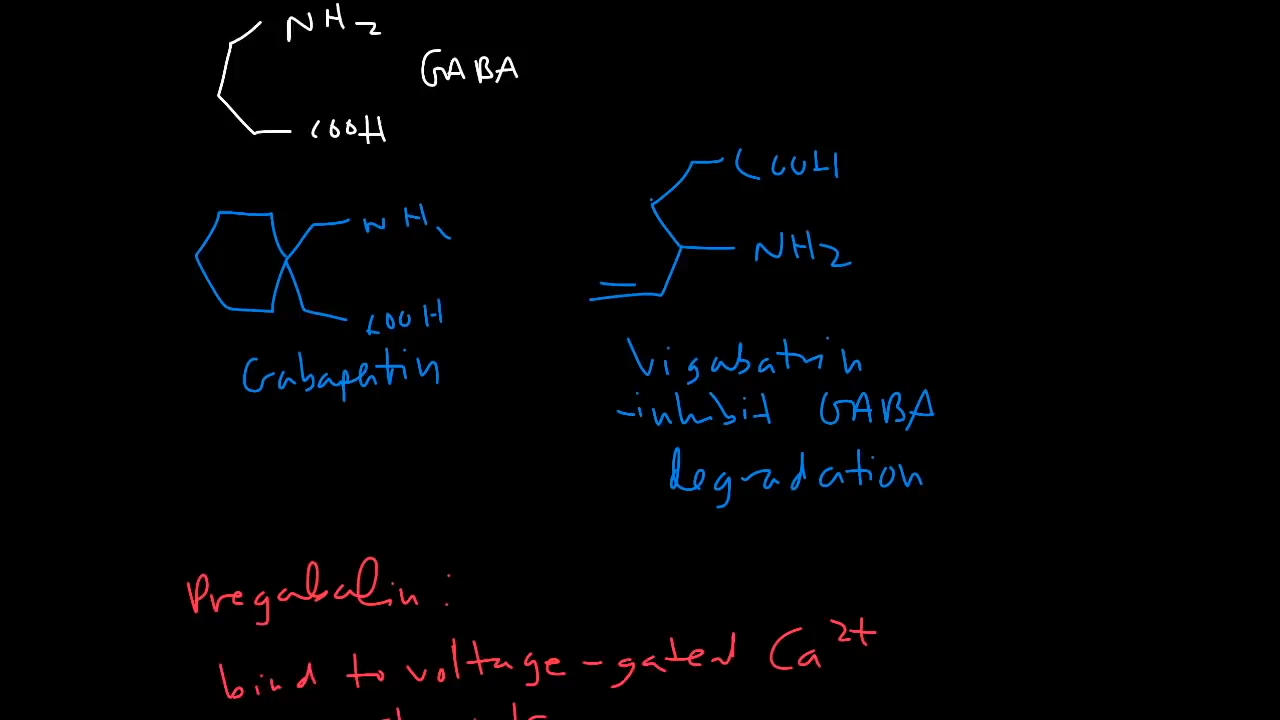 NH2
GABA
COOH
COOH
NH2
NH2
COOH
Gabapentin
Vigabatrin
-inhibit GABA
degradation
Pregabalin:
bind to voltage-gated Ca2+